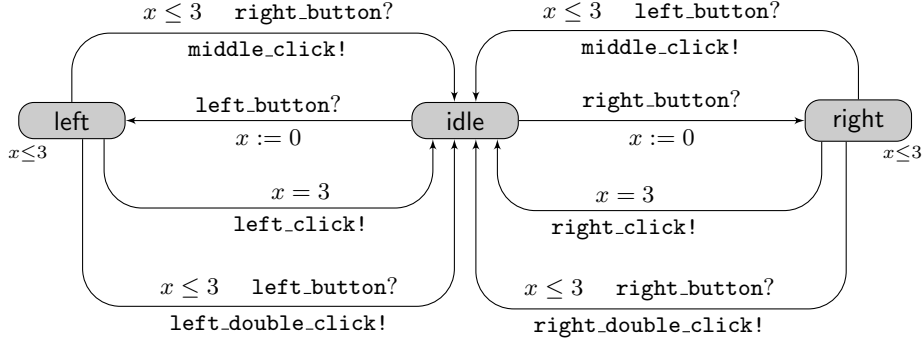 x ≤ 3 right_button?
x ≤ 3 left_button?
middle_click!
middle_click!
left_button?
right_button?
left
idle
right
x := 0
x := 0
x≤3
x≤3
x = 3
x = 3
left_click!
right_click!
x ≤ 3 left_button?
x ≤ 3 right_button?
left_double_click!
right_double_click!